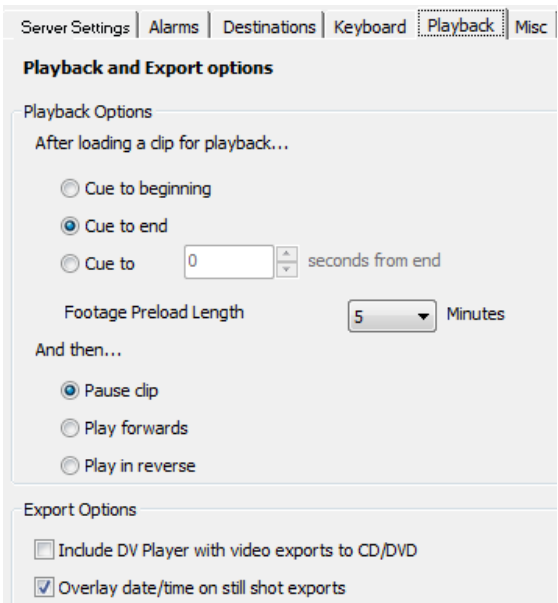 Server Settings Alarms Destinations Keyboard Playback Misc
Playback and Export options
Playback Options
After loading a clip for playback...
Cue to beginning
Cue to end
Cue to 0 seconds from end
Footage Preload Length 5 Minutes
And then...
Pause clip
Play forwards
Play in reverse
Export Options
Include DV Player with video exports to CD/DVD
Overlay date/time on still shot exports